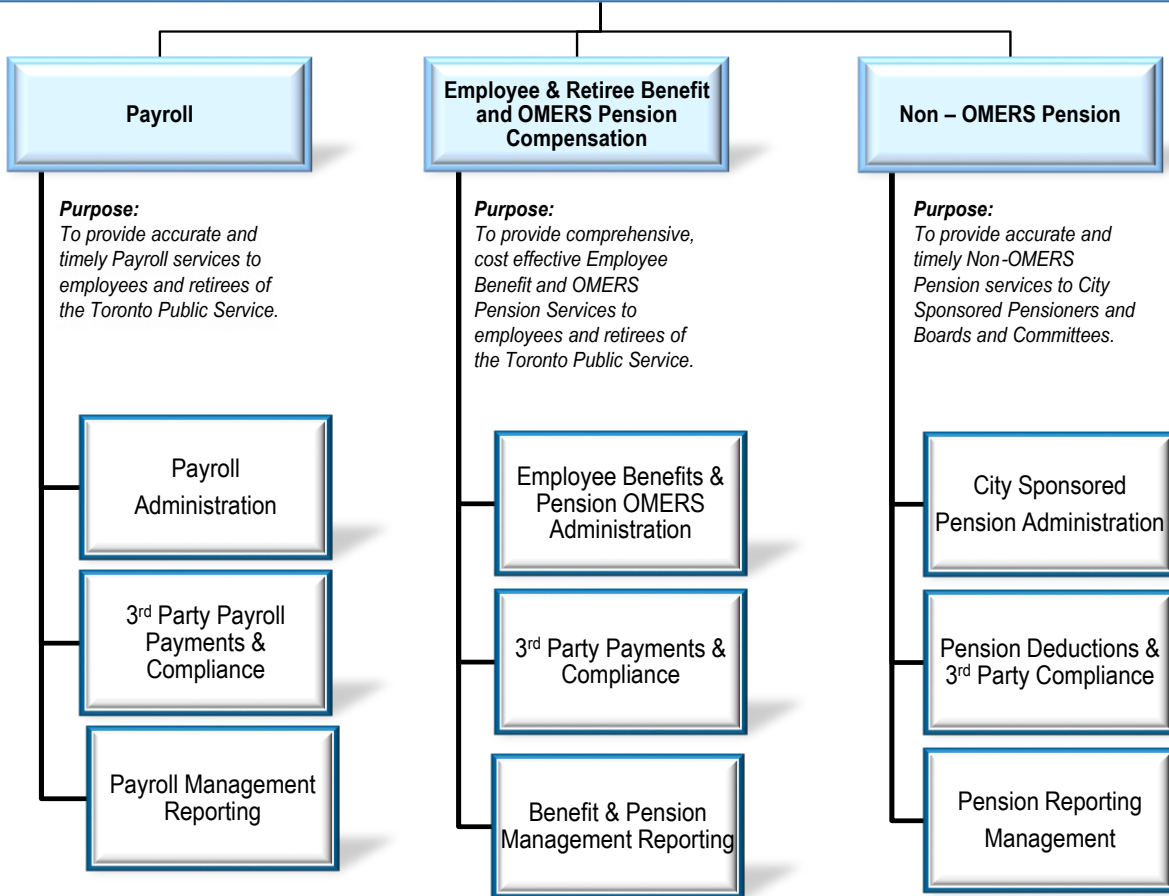 Payroll
Purpose:
To provide accurate and
timely Payroll services to
employees and retirees of
the Toronto Public Service.
Payroll
Administration
3rd Party Payroll
Payments &
Compliance
Payroll Management
Reporting
Employee & Retiree Benefit
and OMERS Pension
Compensation
Purpose:
To provide comprehensive,
cost effective Employee
Benefit and OMERS
Pension Services to
employees and retirees of
the Toronto Public Service.
Employee Benefits &
Pension OMERS
Administration
3rd Party Payments &
Compliance
Benefit & Pension
Management Reporting
Non – OMERS Pension
Purpose:
To provide accurate and
timely Non-OMERS
Pension services to City
Sponsored Pensioners and
Boards and Committees.
City Sponsored
Pension Administration
Pension Deductions &
3rd Party Compliance
Pension Reporting
Management